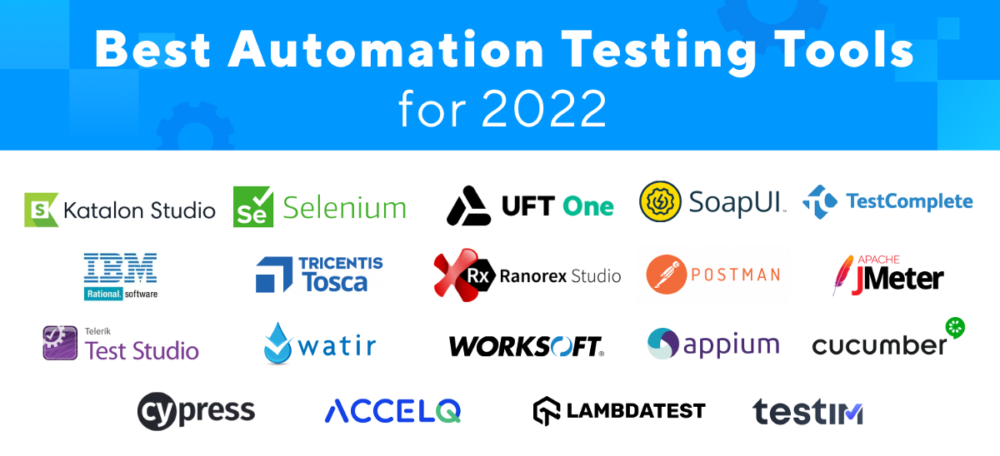 Best Automation Testing Tools
for 2022
S Katalon Studio
Se Selenium
UFT One
SoapUI™
TestComplete
IBM
Rational. software
TRICENTIS
Tosca
Rx Ranorex Studio
POSTMAN
APACHE
JMeter
Telerik
Test Studio
watir
WORKSOFT®
appium
cucumber
cypress
ACCELQ
LAMBDATEST
testim